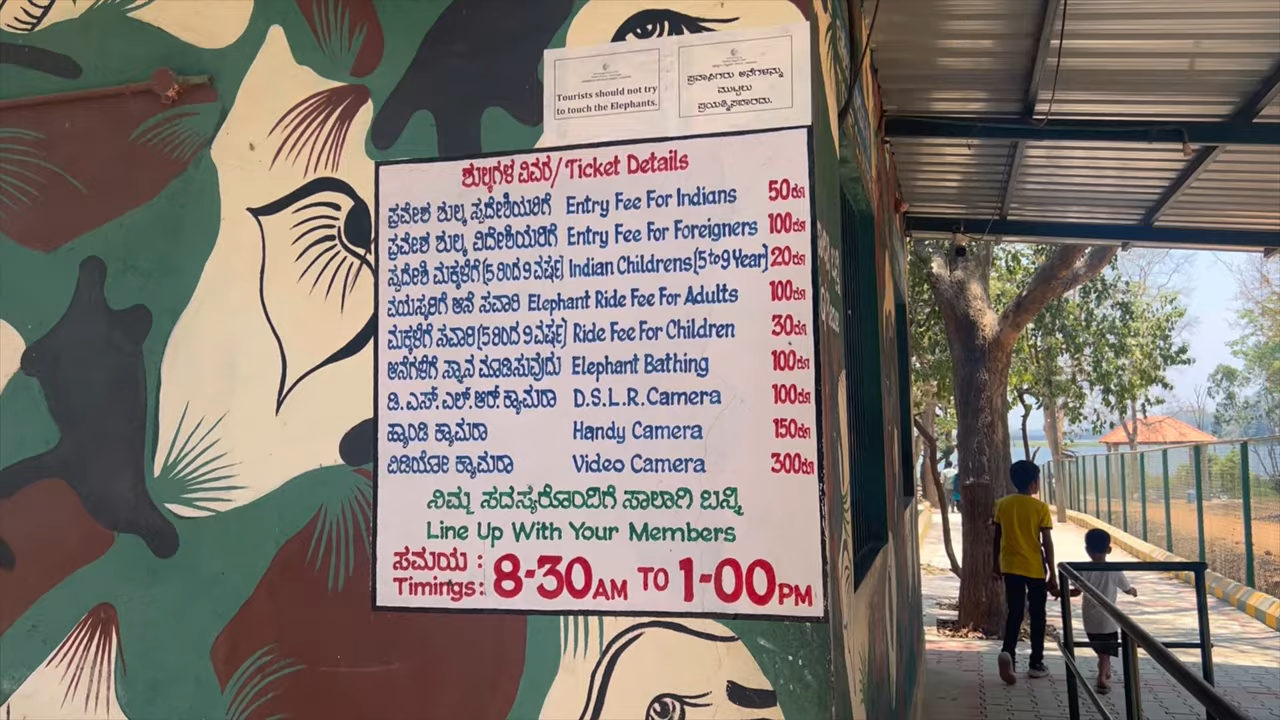 Tourists should not try
to touch the Elephants.
ಪ್ರವಾಸಿಗರು ಆನೆಗಳನ್ನು
ಮುಟ್ಟಲು
ಪ್ರಯತ್ನಿಸಬಾರದು.
ಶುಲ್ಕಗಳ ವಿವರ/Ticket Details
ಪ್ರವೇಶ ಶುಲ್ಕ ಸ್ವದೇಶಿಯರಿಗೆ Entry Fee For Indians 50ರೂ
ಪ್ರವೇಶ ಶುಲ್ಕ ವಿದೇಶಿಯರಿಗೆ Entry Fee For Foreigners 100ರೂ
ಸ್ವದೇಶಿ ಮಕ್ಕಳಿಗೆ (5 ರಿಂದ 9 ವರ್ಷ) Indian Childrens (5 to 9 Year) 20ರೂ
ವಯಸ್ಕರಿಗೆ ಆನೆ ಸವಾರಿ Elephant Ride Fee For Adults 100ರೂ
ಮಕ್ಕಳಿಗೆ ಸವಾರಿ (5 ರಿಂದ 9 ವರ್ಷ) Ride Fee For Children 30ರೂ
ಆನೆಗಳಿಗೆ ಸ್ನಾನ ಮಾಡಿಸುವುದು Elephant Bathing 100ರೂ
ಡಿ.ಎಸ್.ಎಲ್.ಆರ್. ಕ್ಯಾಮರಾ D.S.L.R. Camera 100ರೂ
ಹ್ಯಾಂಡಿ ಕ್ಯಾಮರಾ Handy Camera 150ರೂ
ವಿಡಿಯೋ ಕ್ಯಾಮರಾ Video Camera 300ರೂ
ನಿಮ್ಮ ಸದಸ್ಯರೊಂದಿಗೆ ಸಾಲಾಗಿ ಬನ್ನಿ
Line Up With Your Members
ಸಮಯ :
Timings: 8-30 AM TO 1-00 PM